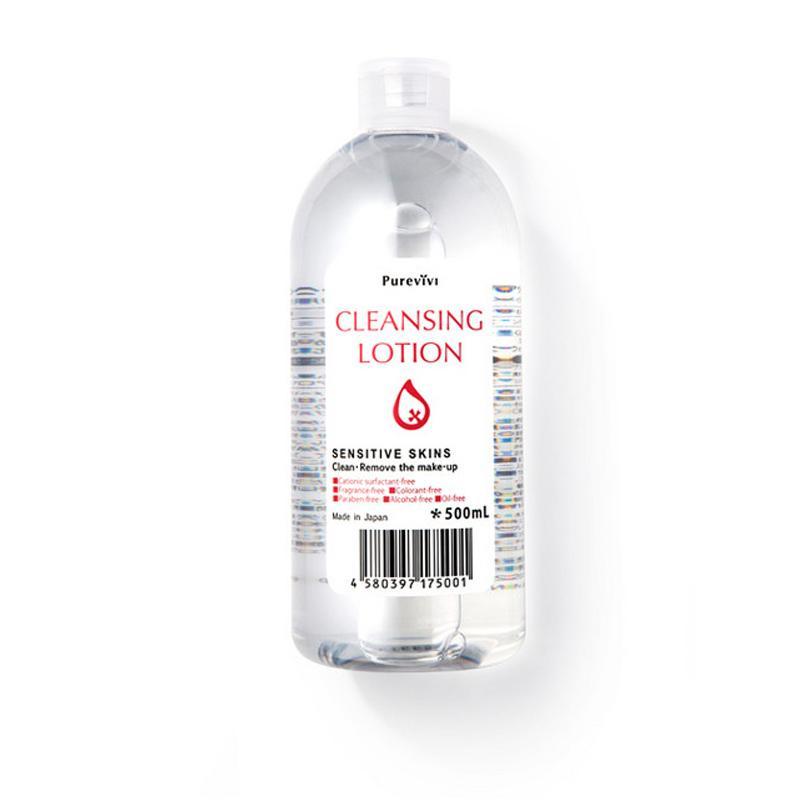 Purevivi
CLEANSING
LOTION
SENSITIVE SKINS
Clean·Remove the make-up
■Cationic surfactant-free
■Fragrance-free ■Colorant-free
■Paraben-free ■Alcohol-free ■Oil-free
Made in Japan *500mL
4 580397 175001